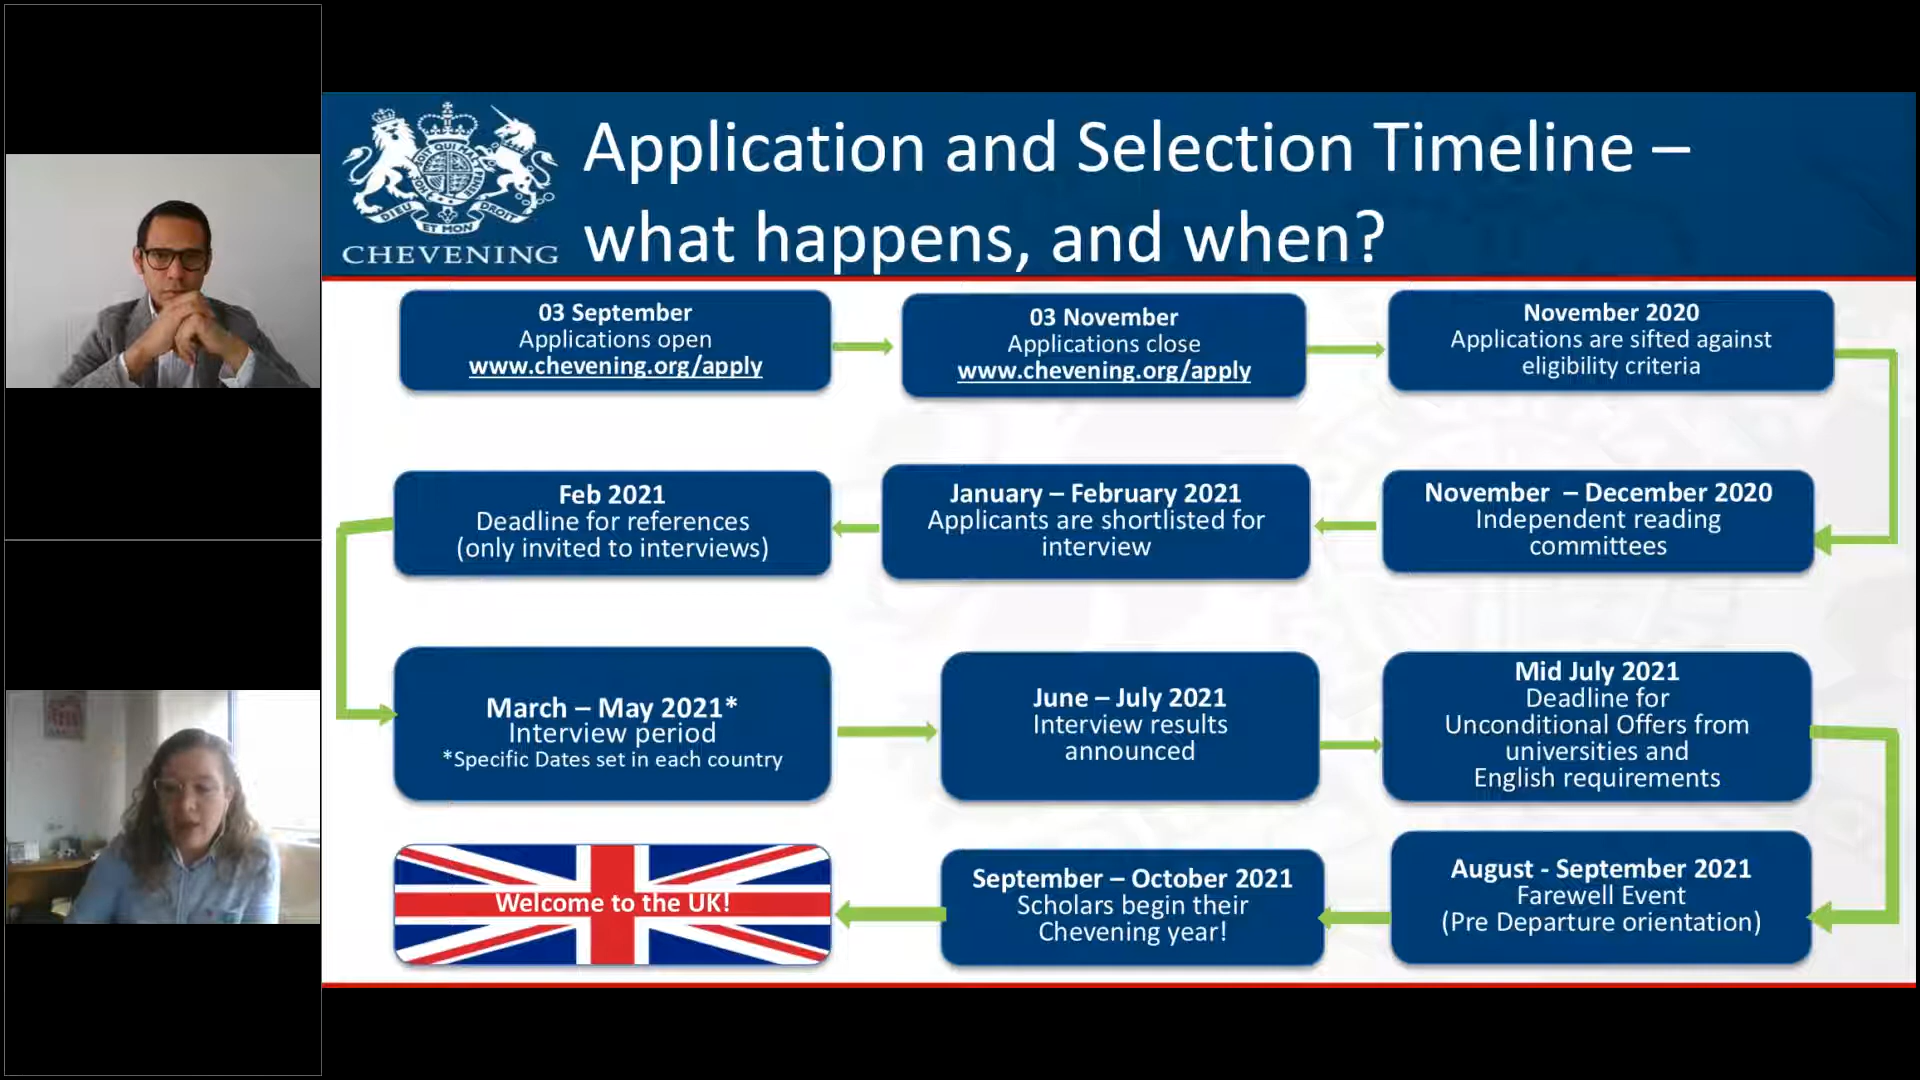 Application and Selection Timeline –
what happens, and when?
DIEU ET MON DROIT
CHEVENING
03 September
Applications open
www.chevening.org/apply
03 November
Applications close
www.chevening.org/apply
November 2020
Applications are sifted against
eligibility criteria
November – December 2020
Independent reading
committees
January – February 2021
Applicants are shortlisted for
interview
Feb 2021
Deadline for references
(only invited to interviews)
March – May 2021*
Interview period
*Specific Dates set in each country
June – July 2021
Interview results
announced
Mid July 2021
Deadline for
Unconditional Offers from
universities and
English requirements
August - September 2021
Farewell Event
(Pre Departure orientation)
September – October 2021
Scholars begin their
Chevening year!
Welcome to the UK!